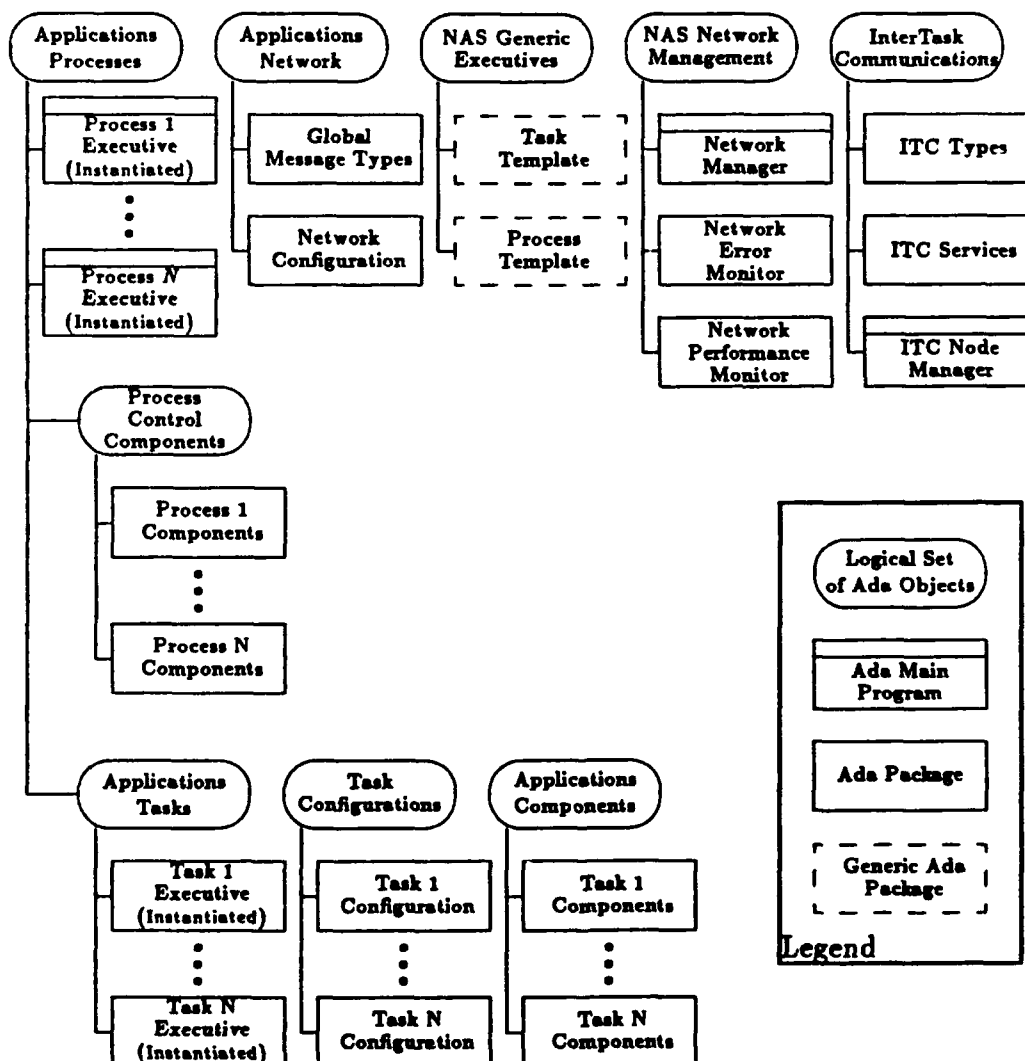 Applications
Processes
Applications
Network
NAS Generic
Executives
NAS Network
Management
InterTask
Communications
Process 1
Executive
(Instantiated)
Global
Message Types
Task
Template
Network
Manager
ITC Types
Process N
Executive
(Instantiated)
Network
Configuration
Process
Template
Network
Error
Monitor
ITC Services
Network
Performance
Monitor
ITC Node
Manager
Process
Control
Components
Process 1
Components
Process N
Components
Applications
Tasks
Task
Configurations
Applications
Components
Task 1
Executive
(Instantiated)
Task 1
Configuration
Task 1
Components
Task N
Executive
(Instantiated)
Task N
Configuration
Task N
Components
Logical Set
of Ada Objects
Ada Main
Program
Ada Package
Generic Ada
Package
Legend